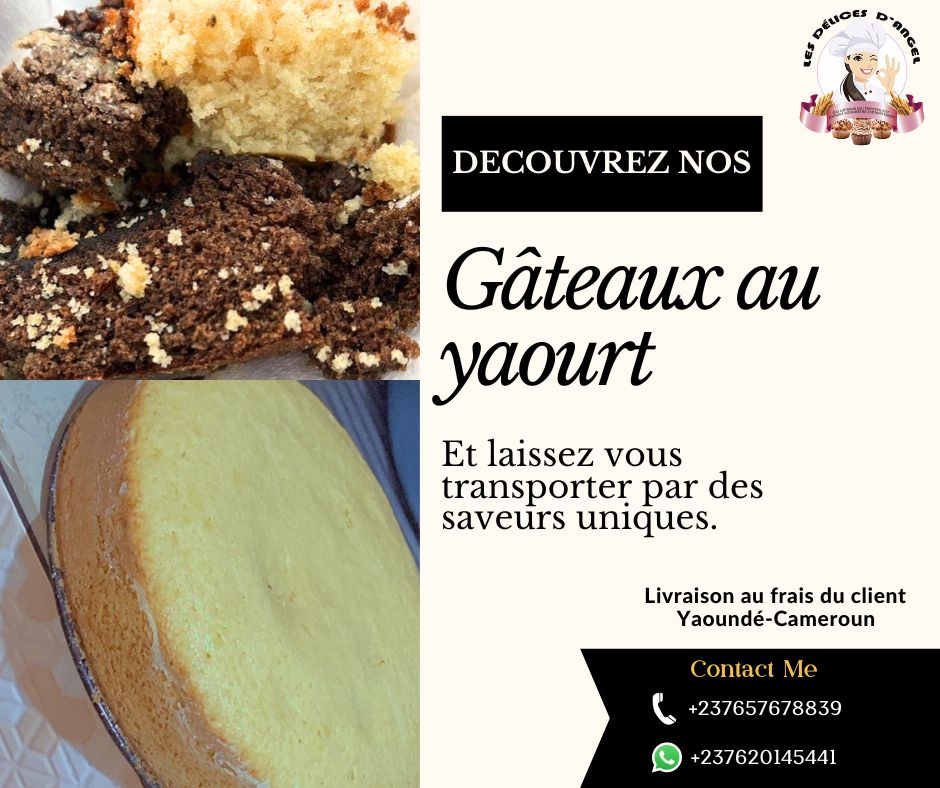 LES DÉLICES D'ANGEL
DECOUVREZ NOS
Gâteaux au
yaourt
Et laissez vous
transporter par des
saveurs uniques.
Livraison au frais du client
Yaoundé-Cameroun
Contact Me
+237657678839
+237620145441